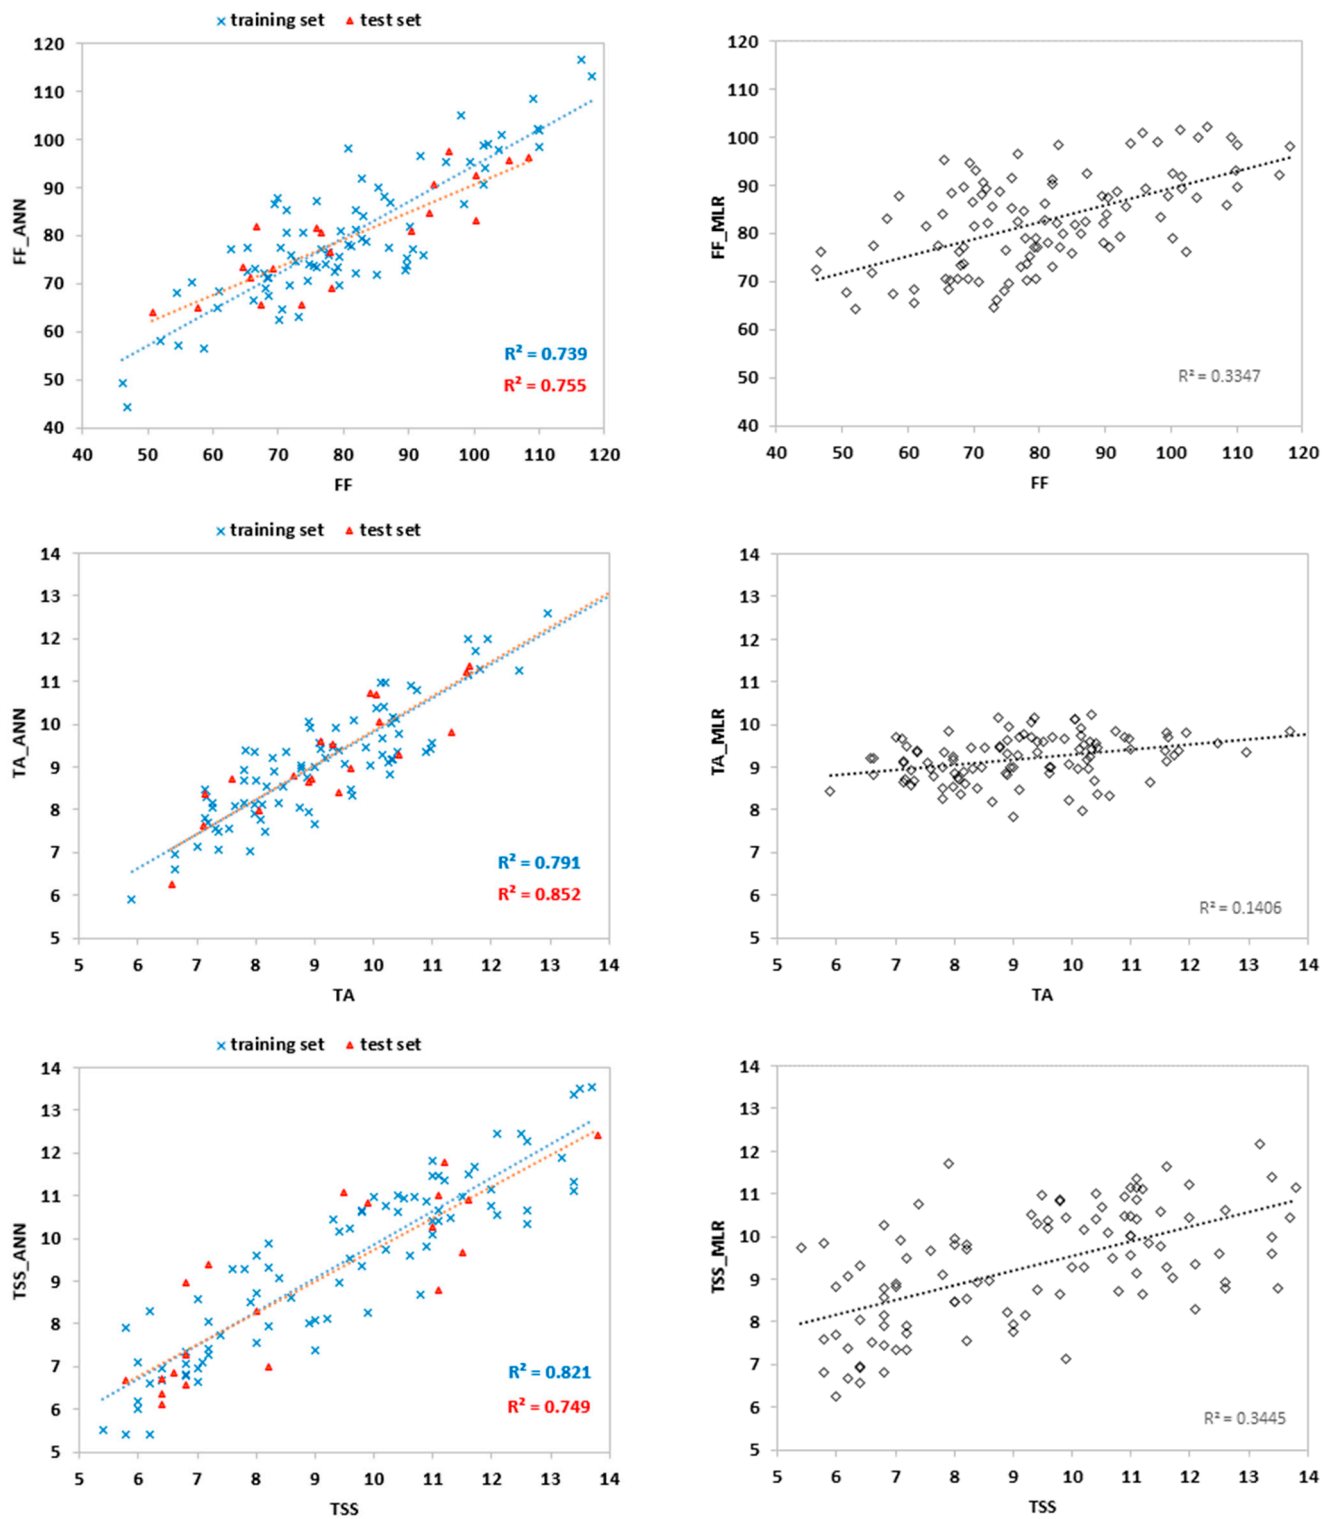 training set test set
120
110
100
90
80
70
60
50
40
FF_ANN
R² = 0.739
R² = 0.755
40 50 60 70 80 90 100 110 120
FF
120
110
100
90
80
70
60
50
40
FF_MLR
R² = 0.3347
40 50 60 70 80 90 100 110 120
FF
training set test set
14
13
12
11
10
9
8
7
6
5
TA_ANN
R² = 0.791
R² = 0.852
5 6 7 8 9 10 11 12 13 14
TA
14
13
12
11
10
9
8
7
6
5
TA_MLR
R² = 0.1406
5 6 7 8 9 10 11 12 13 14
TA
training set test set
14
13
12
11
10
9
8
7
6
5
TSS_ANN
R² = 0.821
R² = 0.749
5 6 7 8 9 10 11 12 13 14
TSS
14
13
12
11
10
9
8
7
6
5
TSS_MLR
R² = 0.3445
5 6 7 8 9 10 11 12 13 14
TSS